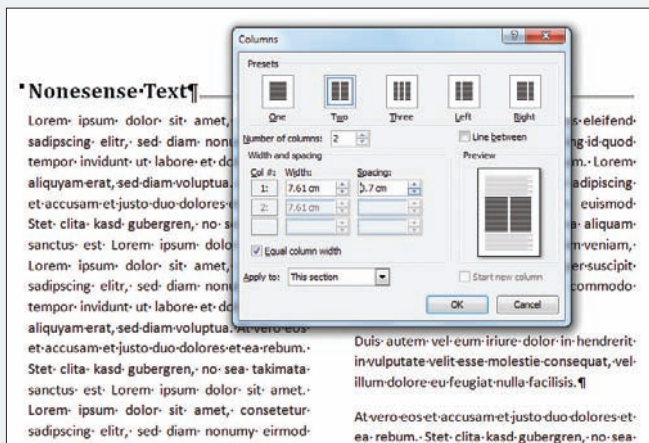 Columns
Presets
One Two Three Left Right
Number of columns: 2
Line between
Width and spacing
Preview
Col #: Width: Spacing:
1: 7.61 cm 0.7 cm
2: 7.61 cm
Equal column width
Apply to: This section
Start new column
OK Cancel
Nonesense·Text¶
Lorem· ipsum· dolor· sit· amet,·
sadipscing· elitr,· sed· diam·
tempor· invidunt· ut· labore· et·
aliquyam·erat,·sed·diam·voluptua.
et·accusam·et·justo·duo·dolores·
Stet· clita· kasd· gubergren,· no·
sanctus· est· Lorem· ipsum·
Lorem· ipsum· dolor· sit· amet,·
sadipscing· elitr,· sed· diam·
tempor· invidunt· ut· labore· et·
aliquyam·erat,·sed·diam·voluptua.·At·vero·eos·
et·accusam·et·justo·duo·dolores·et·ea·rebum.·
Stet· clita· kasd· gubergren,· no· sea· takimata·
sanctus· est· Lorem· ipsum· dolor· sit· amet.·
Lorem· ipsum· dolor· sit· amet,· consetetur·
sadipscing· elitr,· sed· diam· nonumy· eirmod·
eleifend·
id·quod·
Lorem·
adipiscing·
euismod·
aliquam·
veniam,·
suscipit·
commodo·
Duis· autem· vel· eum· iriure· dolor· in· hendrerit·
in·vulputate·velit·esse·molestie·consequat,·vel·
illum·dolore·eu·feugiat·nulla·facilisis.¶
At·vero·eos·et·accusam·et·justo·duo·dolores·et·
ea· rebum.· Stet· clita· kasd· gubergren,· no· sea·